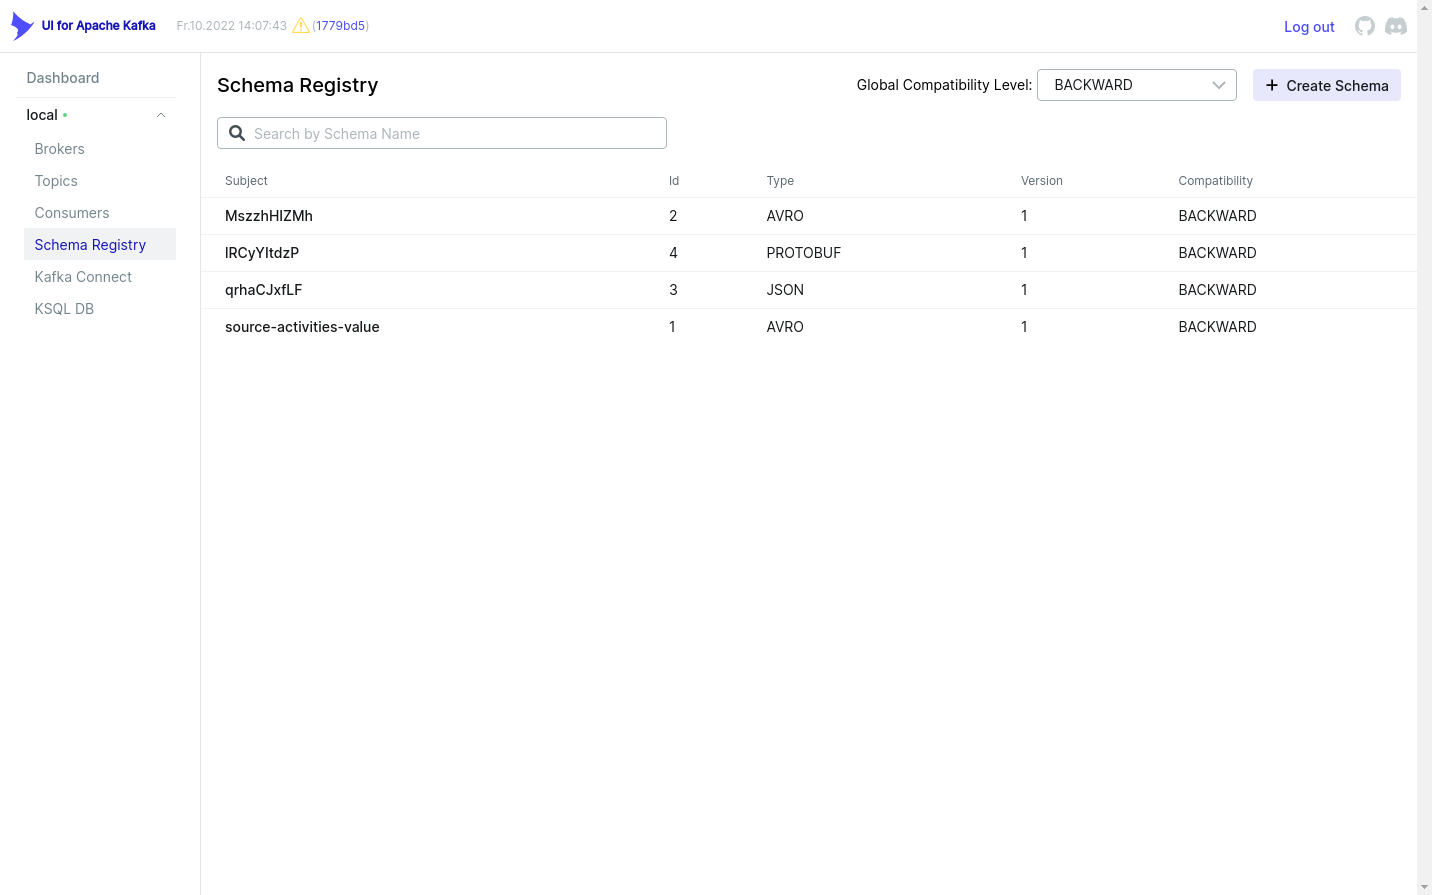 UI for Apache Kafka Fr.10.2022 14:07:43 (1779bd5) Log out
Dashboard
local
Brokers
Topics
Consumers
Schema Registry
Kafka Connect
KSQL DB
Schema Registry Global Compatibility Level: BACKWARD Create Schema
Search by Schema Name
Subject Id Type Version Compatibility
MszzhHIZMh 2 AVRO 1 BACKWARD
IRCyYItdzP 4 PROTOBUF 1 BACKWARD
qrhaCJxfLF 3 JSON 1 BACKWARD
source-activities-value 1 AVRO 1 BACKWARD